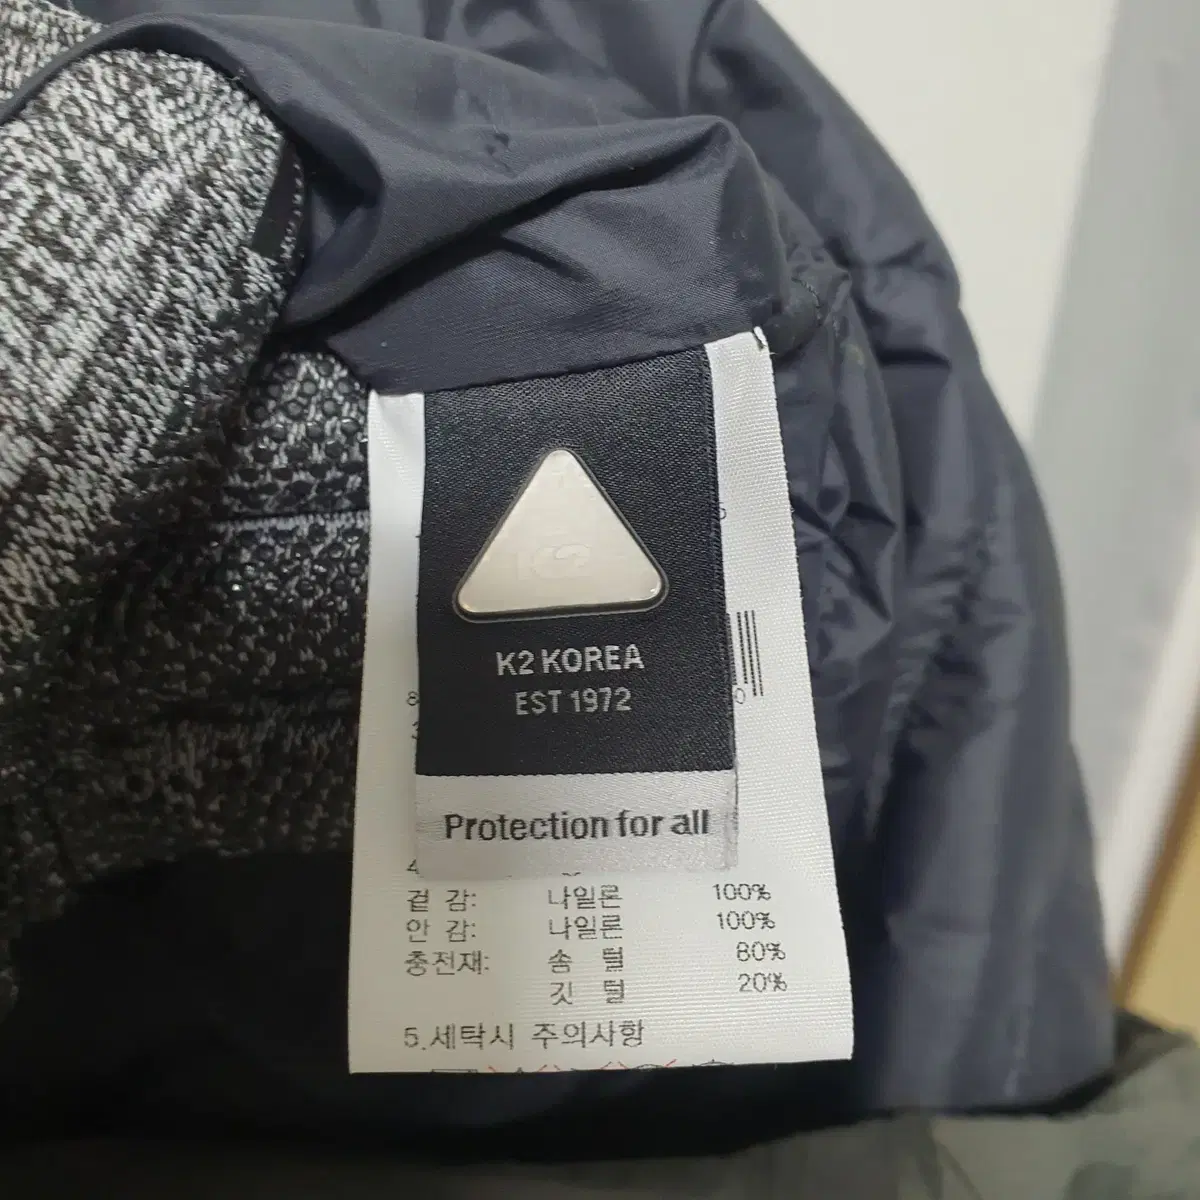 K2
K2 KOREA
EST 1972
Protection for all
겉 감: 나일론 100%
안 감: 나일론 100%
충전재: 솜 털 80%
깃 털 20%
5.세탁시 주의사항